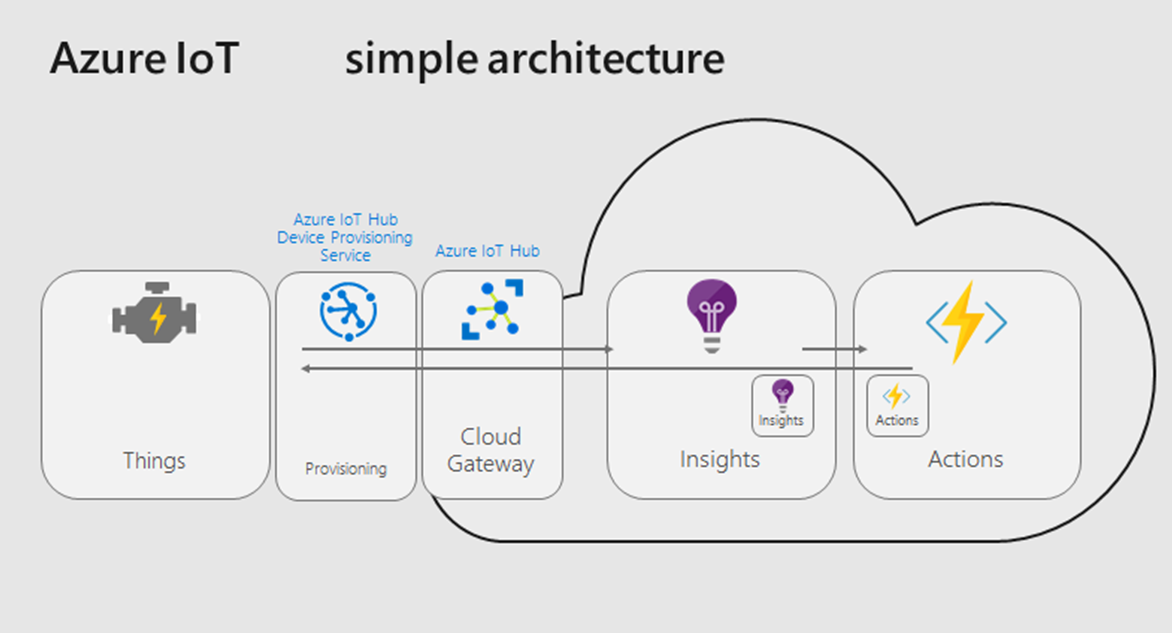 Azure IoT simple architecture
Azure IoT Hub
Device Provisioning
Service
Azure IoT Hub
Things
Provisioning
Cloud
Gateway
Insights
Insights
Actions
Actions